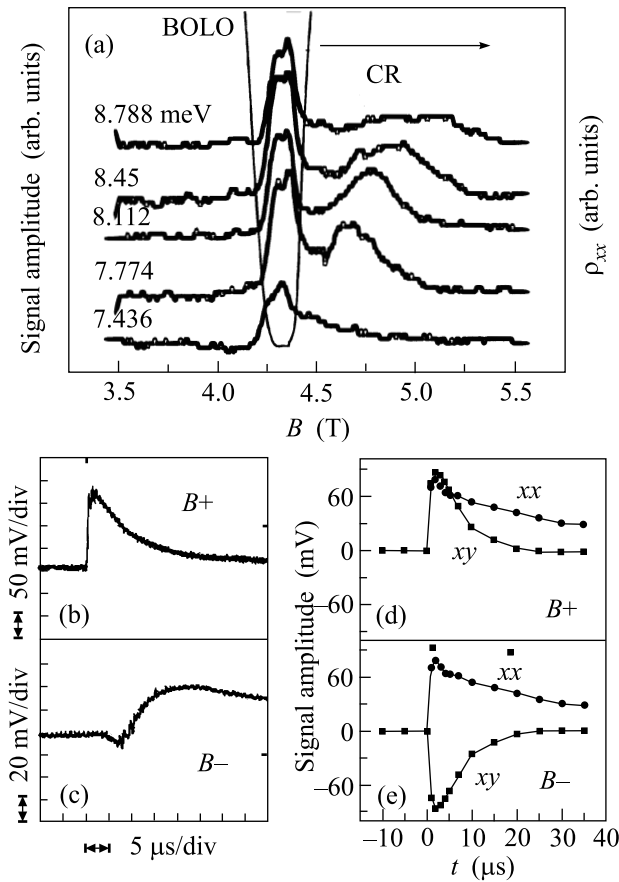 (a)
BOLO
CR
8.788 meV
8.45
8.112
7.774
7.436
Signal amplitude (arb. units)
ρxx (arb. units)
3.5 4.0 4.5 5.0 5.5
B (T)
50 mV/div
B+
(b)
20 mV/div
B−
(c)
5 μs/div
Signal amplitude (mV)
60
0
−60
xx
xy
(d)
B+
60
0
−60
xx
xy
(e)
B−
−10 0 10 20 30 40
t (μs)